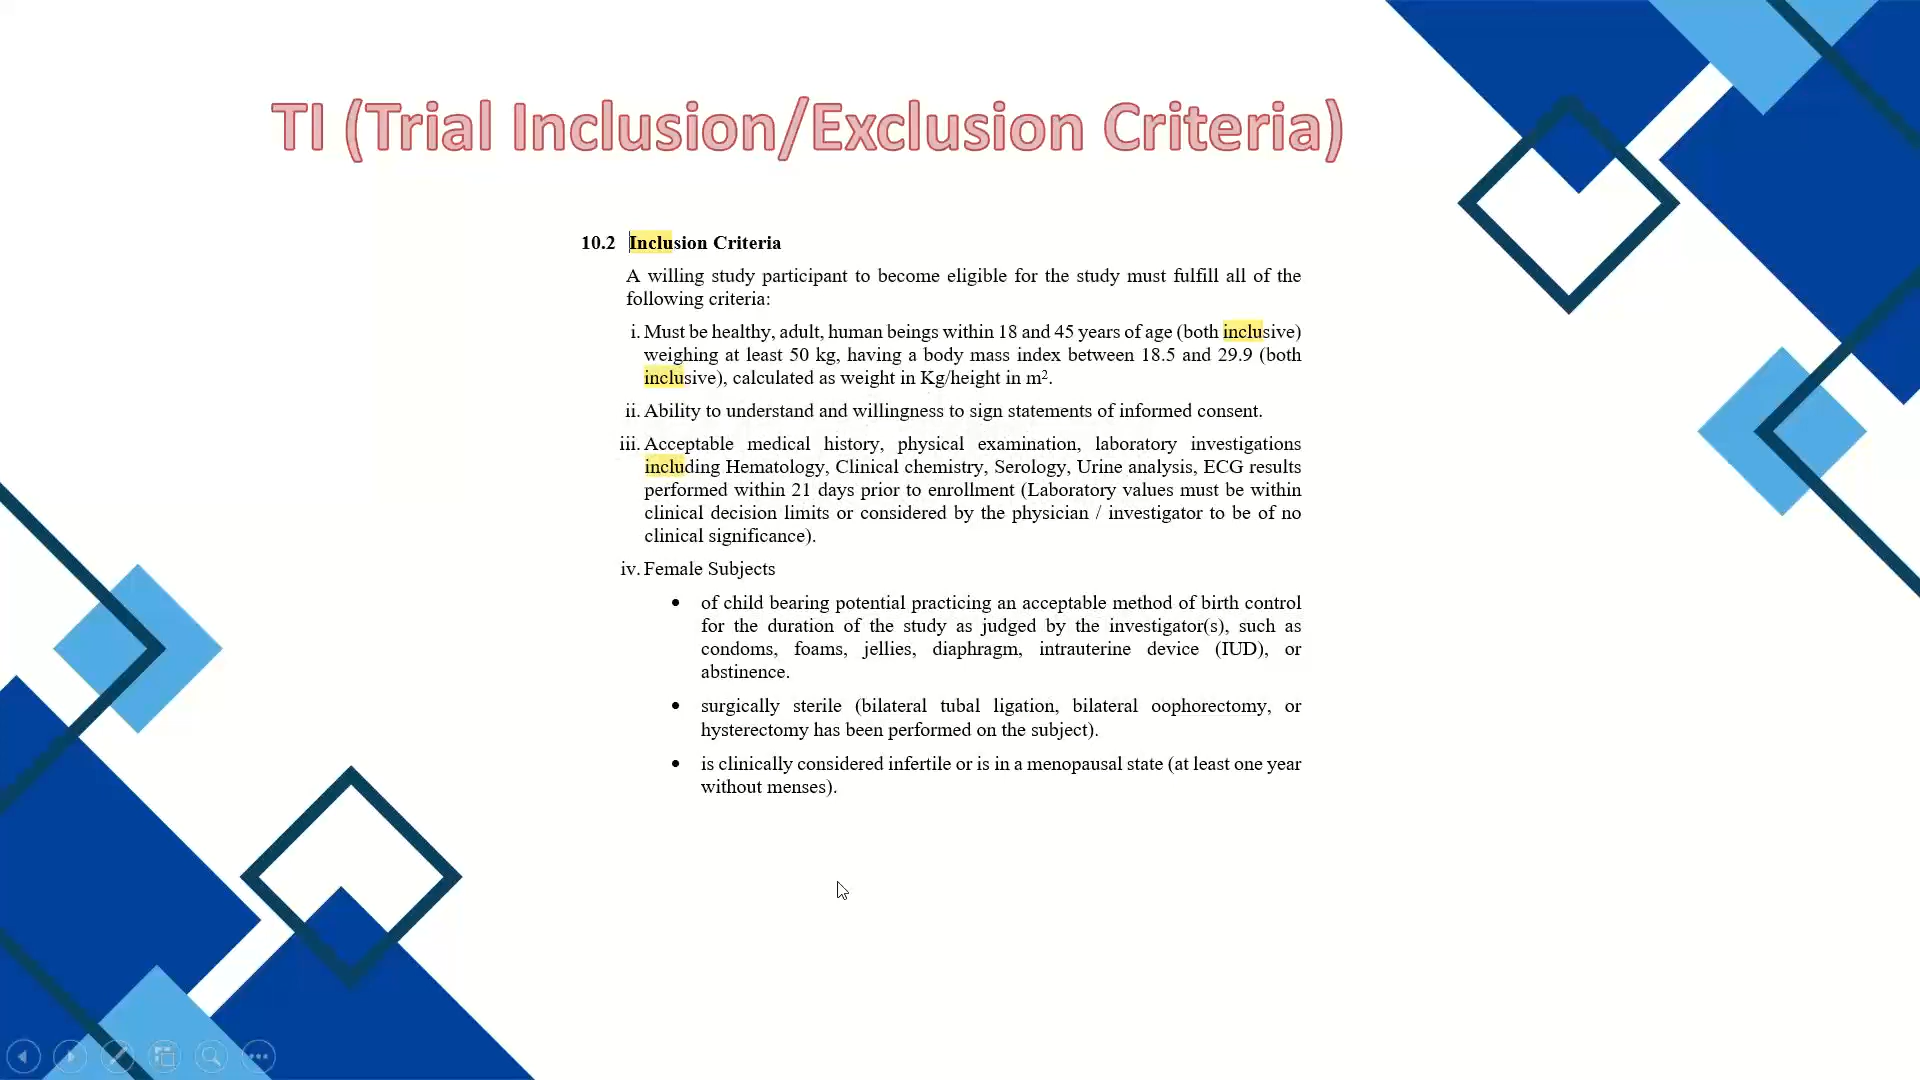 TI (Trial Inclusion/Exclusion Criteria)
10.2 Inclusion Criteria
A willing study participant to become eligible for the study must fulfill all of the
following criteria:
i. Must be healthy, adult, human beings within 18 and 45 years of age (both inclusive)
weighing at least 50 kg, having a body mass index between 18.5 and 29.9 (both
inclusive), calculated as weight in Kg/height in m².
ii. Ability to understand and willingness to sign statements of informed consent.
iii. Acceptable medical history, physical examination, laboratory investigations
including Hematology, Clinical chemistry, Serology, Urine analysis, ECG results
performed within 21 days prior to enrollment (Laboratory values must be within
clinical decision limits or considered by the physician / investigator to be of no
clinical significance).
iv. Female Subjects
• of child bearing potential practicing an acceptable method of birth control
for the duration of the study as judged by the investigator(s), such as
condoms, foams, jellies, diaphragm, intrauterine device (IUD), or
abstinence.
• surgically sterile (bilateral tubal ligation, bilateral oophorectomy, or
hysterectomy has been performed on the subject).
• is clinically considered infertile or is in a menopausal state (at least one year
without menses).